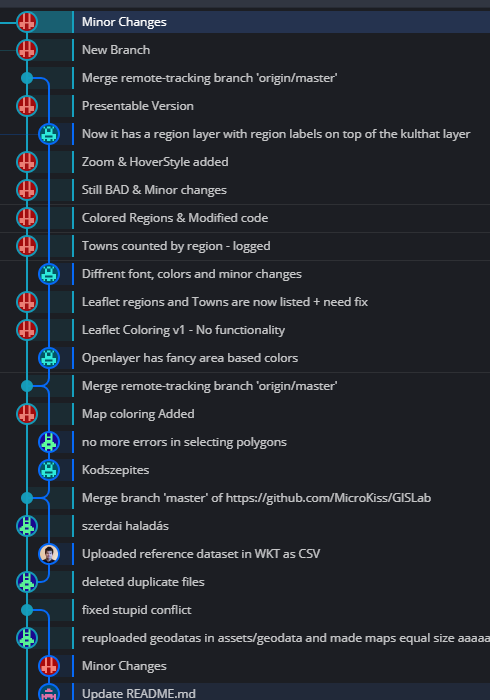 Minor Changes
New Branch
Merge remote-tracking branch 'origin/master'
Presentable Version
Now it has a region layer with region labels on top of the kulthat layer
Zoom & HoverStyle added
Still BAD & Minor changes
Colored Regions & Modified code
Towns counted by region - logged
Diffrent font, colors and minor changes
Leaflet regions and Towns are now listed + need fix
Leaflet Coloring v1 - No functionality
Openlayer has fancy area based colors
Merge remote-tracking branch 'origin/master'
Map coloring Added
no more errors in selecting polygons
Kodszepites
Merge branch 'master' of https://github.com/MicroKiss/GISLab
szerdai haladás
Uploaded reference dataset in WKT as CSV
deleted duplicate files
fixed stupid conflict
reuploaded geodatas in assets/geodata and made maps equal size aaaaa
Minor Changes
Update README.md